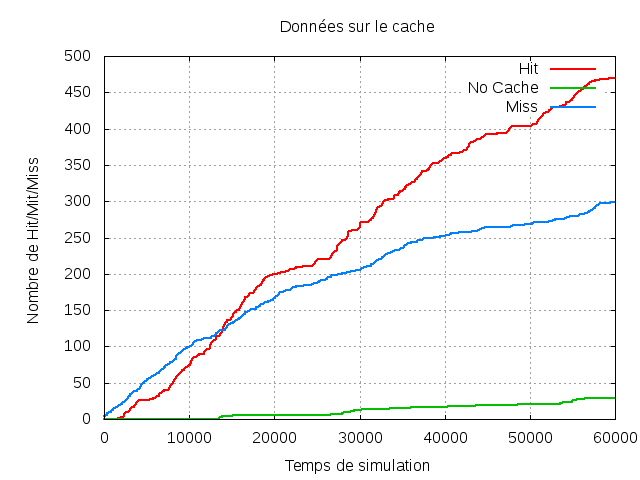 Données sur le cache
Nombre de Hit/Mit/Miss
500
450
400
350
300
250
200
150
100
50
0
Hit
No Cache
Miss
0 10000 20000 30000 40000 50000 60000
Temps de simulation